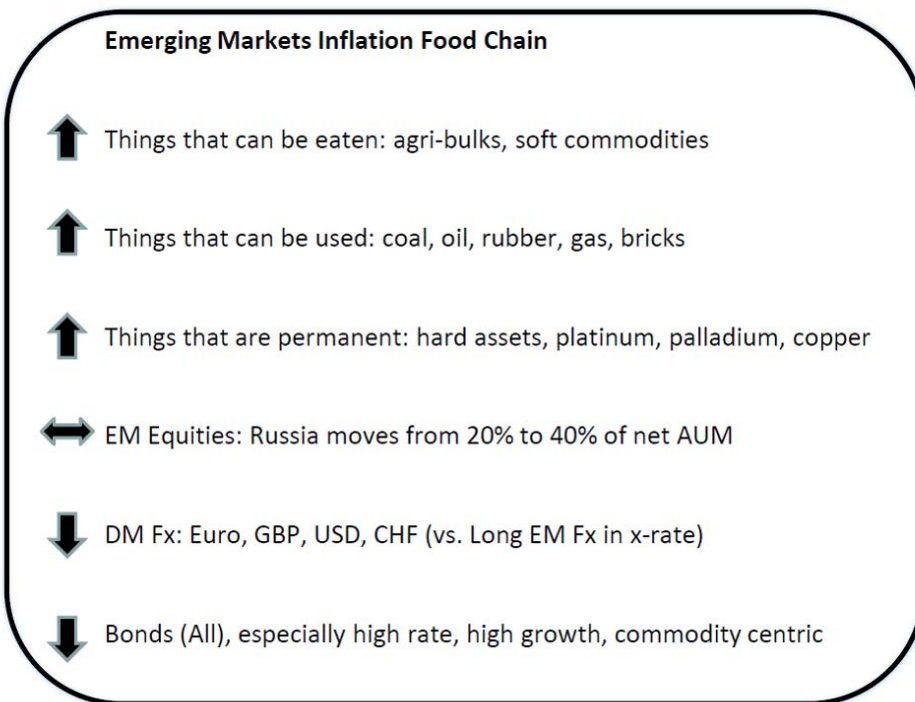 Emerging Markets Inflation Food Chain
Things that can be eaten: agri-bulks, soft commodities
Things that can be used: coal, oil, rubber, gas, bricks
Things that are permanent: hard assets, platinum, palladium, copper
EM Equities: Russia moves from 20% to 40% of net AUM
DM Fx: Euro, GBP, USD, CHF (vs. Long EM Fx in x-rate)
Bonds (All), especially high rate, high growth, commodity centric